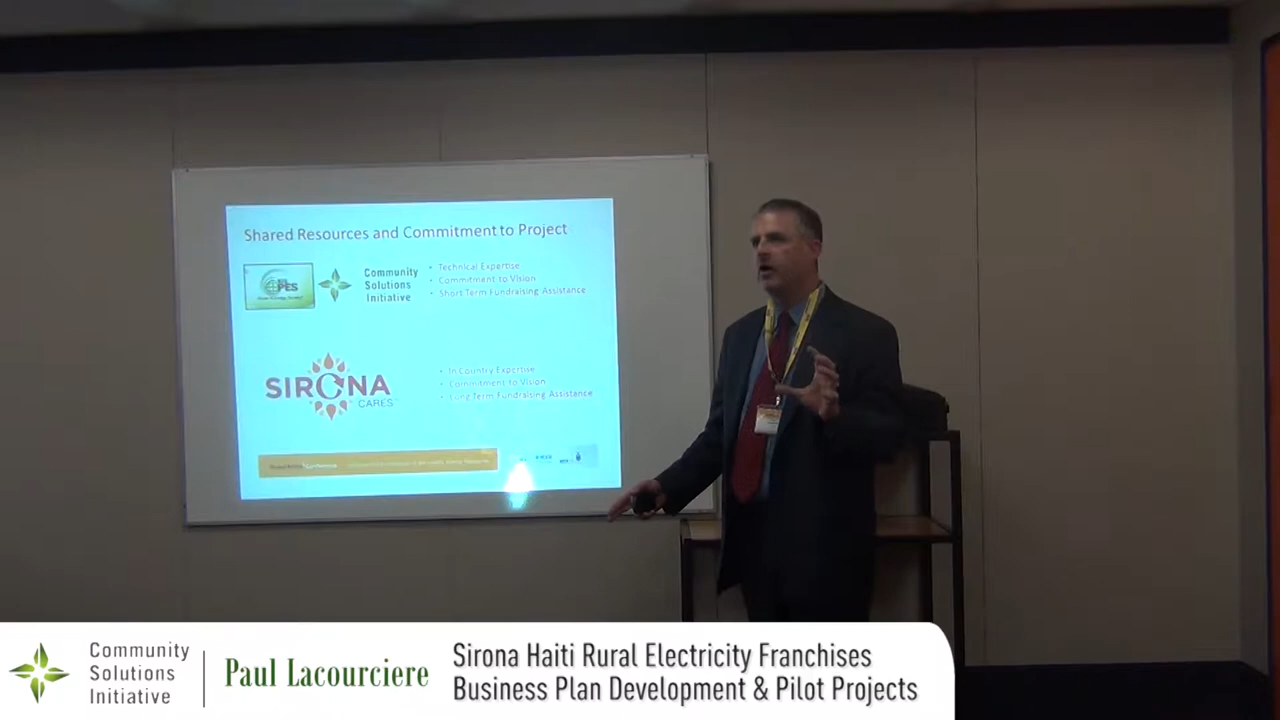 Shared Resources and Commitment to Project
PES
Community
Solutions
Initiative
• Technical Expertise
• Commitment to Vision
• Short Term Fundraising Assistance
SIRONA
CARES
• In Country Expertise
• Commitment to Vision
• Long Term Fundraising Assistance
Community
Solutions
Initiative
Paul Lacourciere
Sirona Haiti Rural Electricity Franchises
Business Plan Development & Pilot Projects